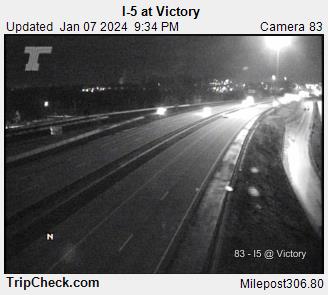 I-5 at Victory
Updated  Jan 07 2024  9:34 PM
Camera 83
T
N
83 - I5 @ Victory
TripCheck.com
Milepost306.80